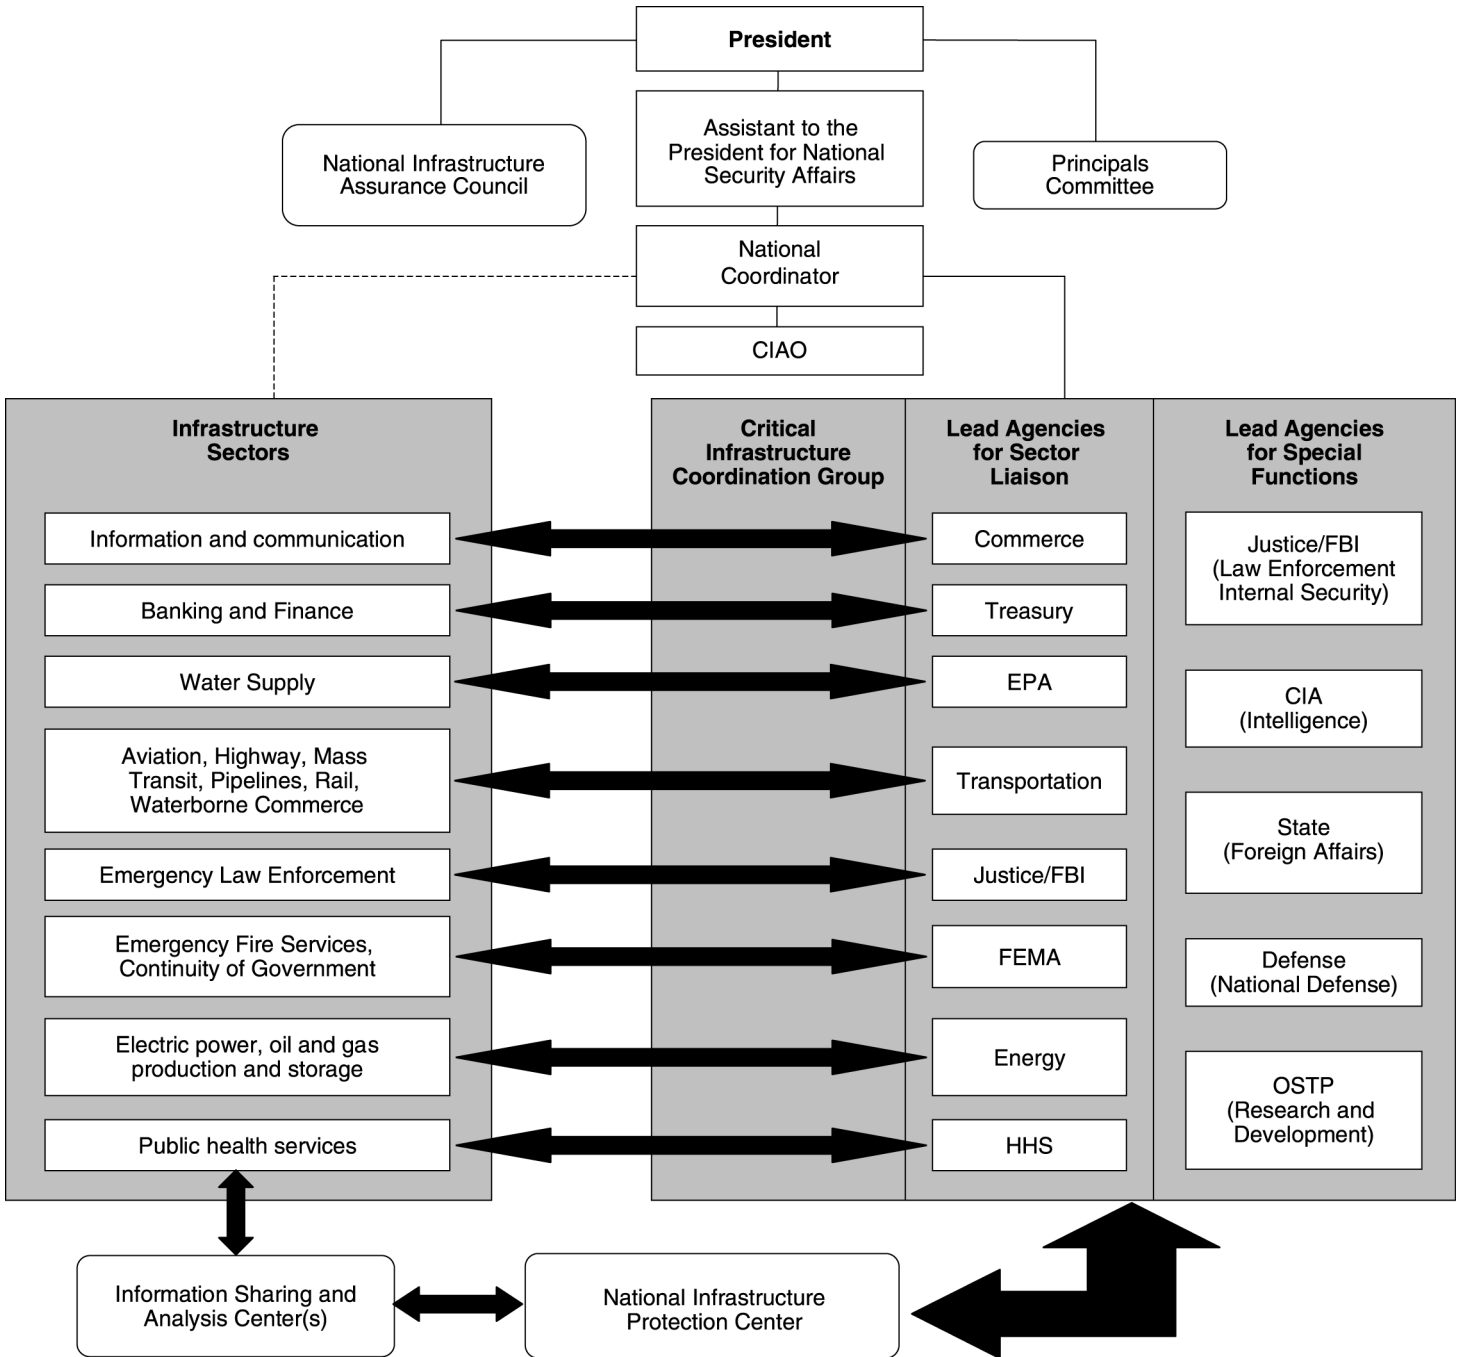 President
National Infrastructure
Assurance Council
Assistant to the
President for National
Security Affairs
Principals
Committee
National
Coordinator
CIAO
Infrastructure
Sectors
Critical
Infrastructure
Coordination Group
Lead Agencies
for Sector
Liaison
Lead Agencies
for Special
Functions
Information and communication
Commerce
Banking and Finance
Treasury
Water Supply
EPA
Aviation, Highway, Mass
Transit, Pipelines, Rail,
Waterborne Commerce
Transportation
Emergency Law Enforcement
Justice/FBI
Emergency Fire Services,
Continuity of Government
FEMA
Electric power, oil and gas
production and storage
Energy
Public health services
HHS
Justice/FBI
(Law Enforcement
Internal Security)
CIA
(Intelligence)
State
(Foreign Affairs)
Defense
(National Defense)
OSTP
(Research and
Development)
Information Sharing and
Analysis Center(s)
National Infrastructure
Protection Center